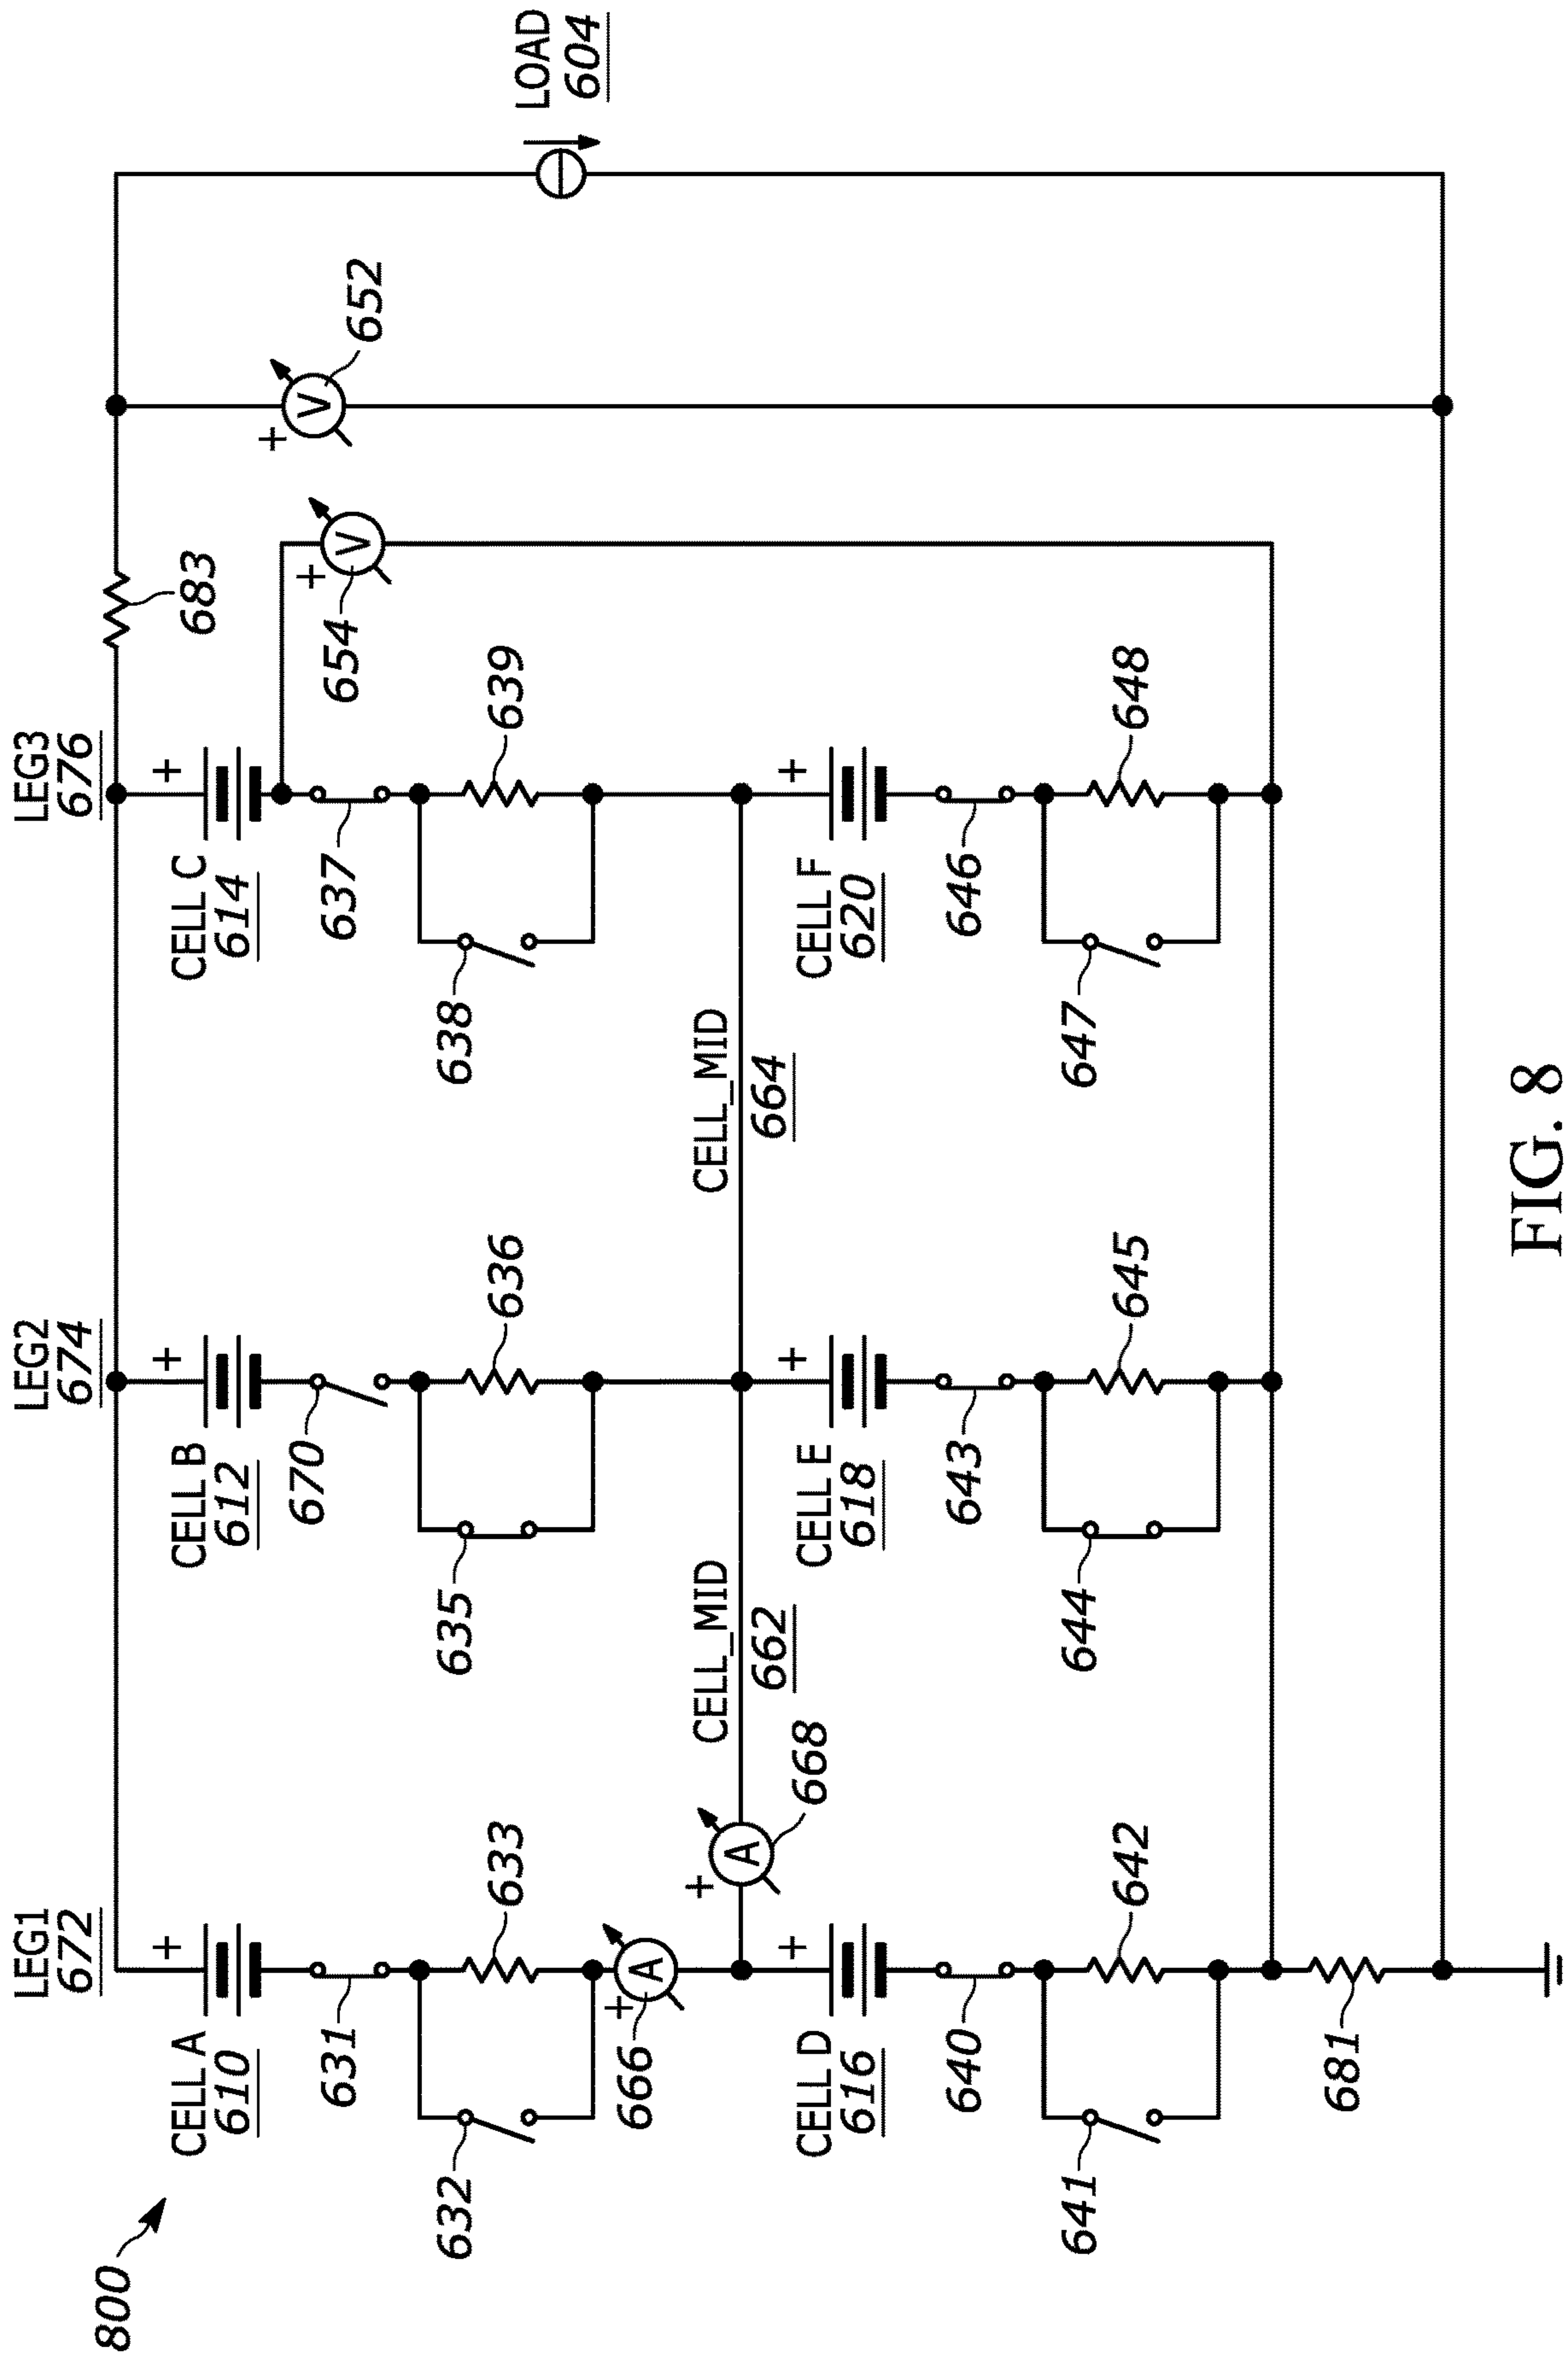 800
LEG1
672
LEG2
674
LEG3
676
683
CELL A
610
+
CELL B
612
+
CELL C
614
+
+
652
V
LOAD
604
631
670
637
+
654
V
632
633
635
636
638
639
666
+
A
+
A
668
CELL_MID
662
CELL_MID
664
CELL D
616
+
CELL E
618
+
CELL F
620
+
640
643
646
641
642
644
645
647
648
681
FIG. 8